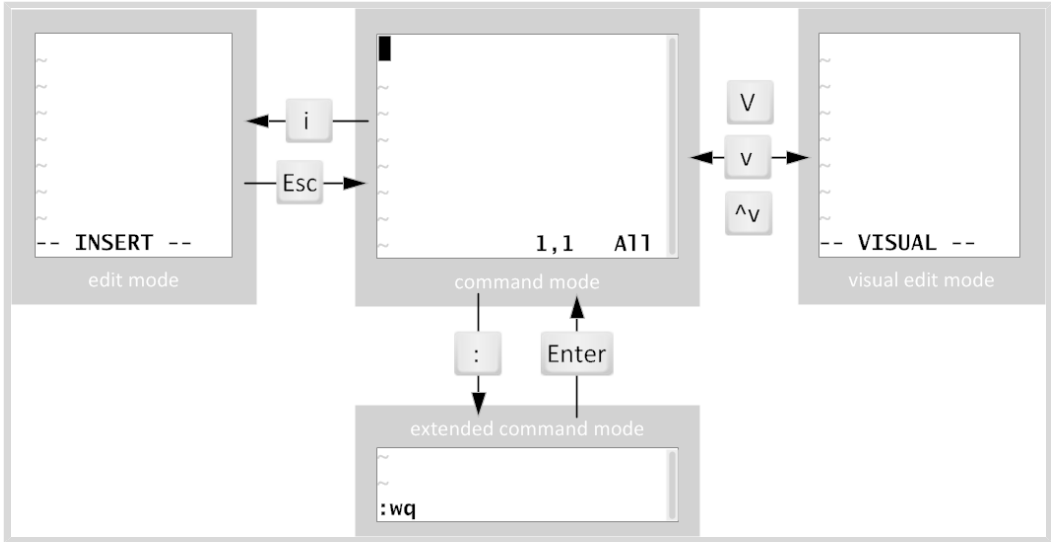 i
Esc
-- INSERT --
edit mode
1,1 All
command mode
V
v
^v
-- VISUAL --
visual edit mode
:
Enter
extended command mode
~
~
:wq